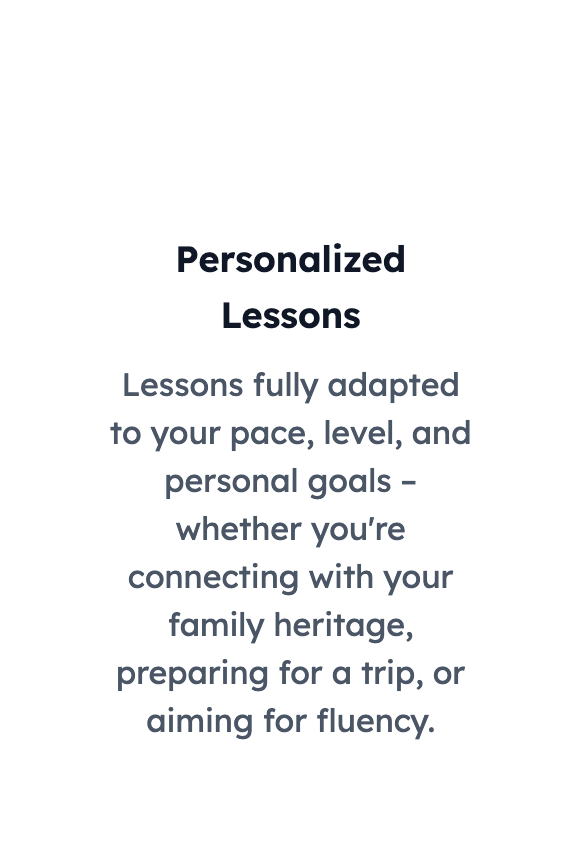 Personalized
Lessons
Lessons fully adapted
to your pace, level, and
personal goals –
whether you're
connecting with your
family heritage,
preparing for a trip, or
aiming for fluency.